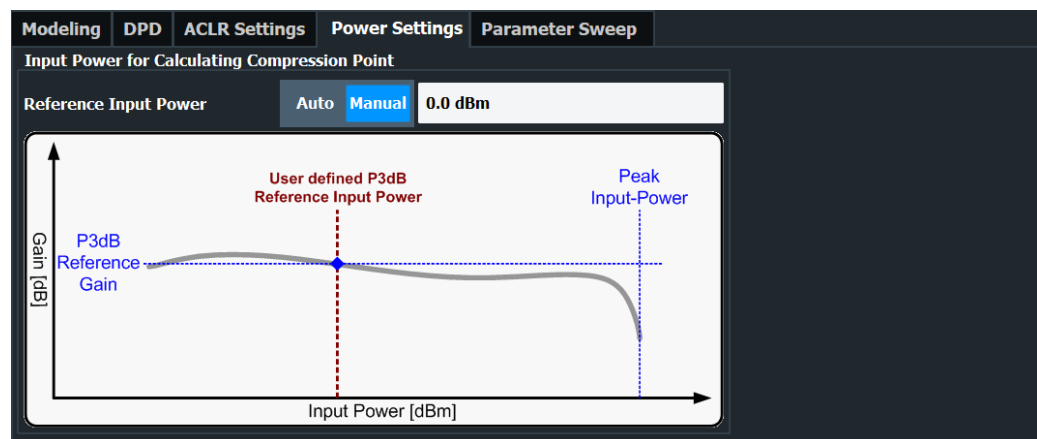 Modeling DPD ACLR Settings Power Settings Parameter Sweep
Input Power for Calculating Compression Point
Reference Input Power Auto Manual 0.0 dBm
User defined P3dB
Reference Input Power
Peak
Input-Power
P3dB
Reference
Gain
Gain [dB]
Input Power [dBm]